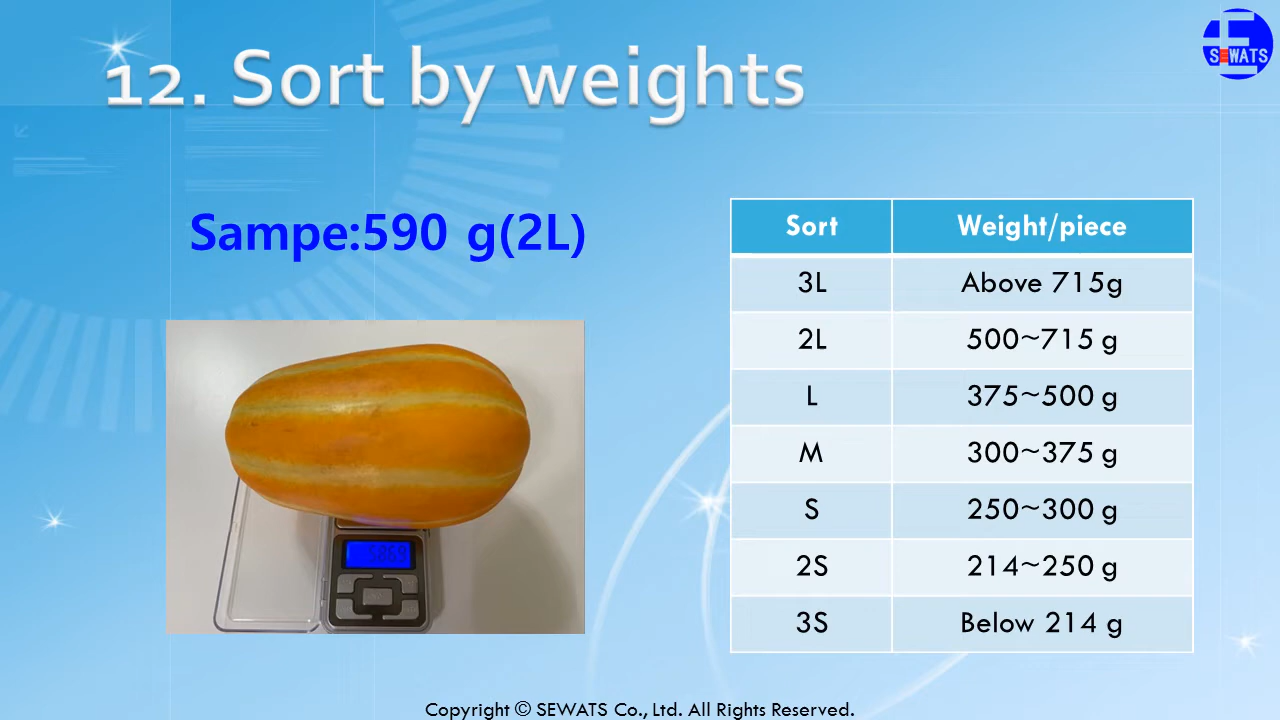 12. Sort by weights
SEWATS
Sampe:590 g(2L)
Sort Weight/piece
3L Above 715g
2L 500~715 g
L 375~500 g
M 300~375 g
S 250~300 g
2S 214~250 g
3S Below 214 g
Copyright © SEWATS Co., Ltd. All Rights Reserved.